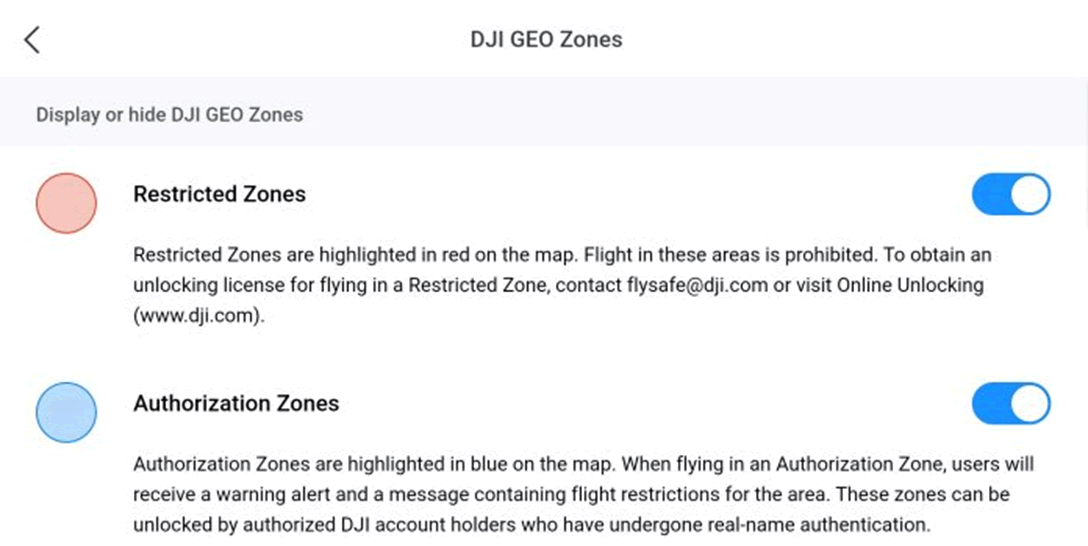 DJI GEO Zones
Display or hide DJI GEO Zones
Restricted Zones
Restricted Zones are highlighted in red on the map. Flight in these areas is prohibited. To obtain an
unlocking license for flying in a Restricted Zone, contact flysafe@dji.com or visit Online Unlocking
(www.dji.com).
Authorization Zones
Authorization Zones are highlighted in blue on the map. When flying in an Authorization Zone, users will
receive a warning alert and a message containing flight restrictions for the area. These zones can be
unlocked by authorized DJI account holders who have undergone real-name authentication.